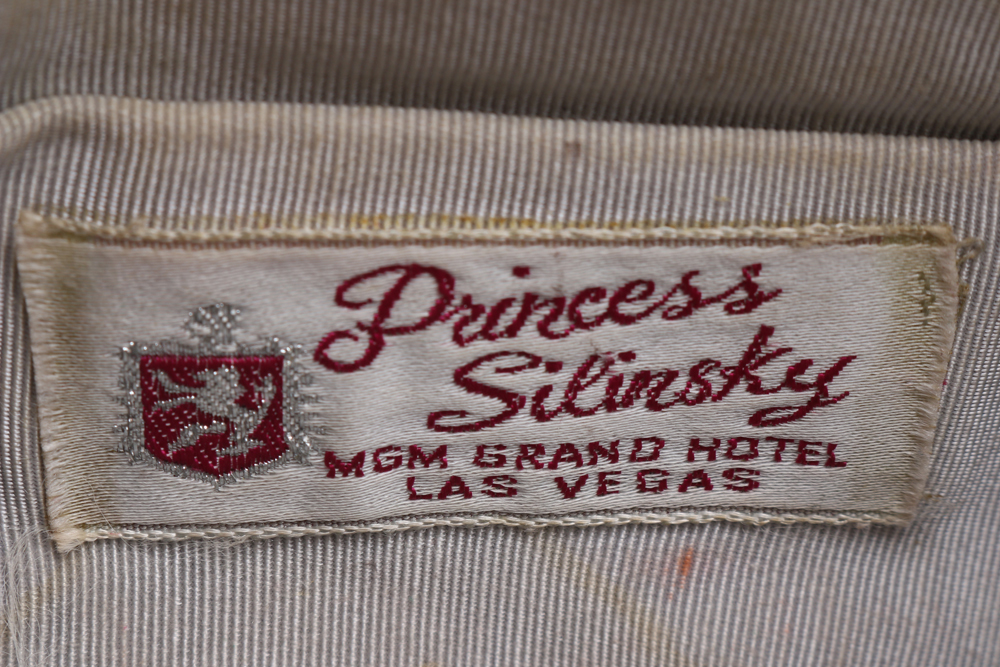 Princess
Silinsky
MGM GRAND HOTEL
LAS VEGAS